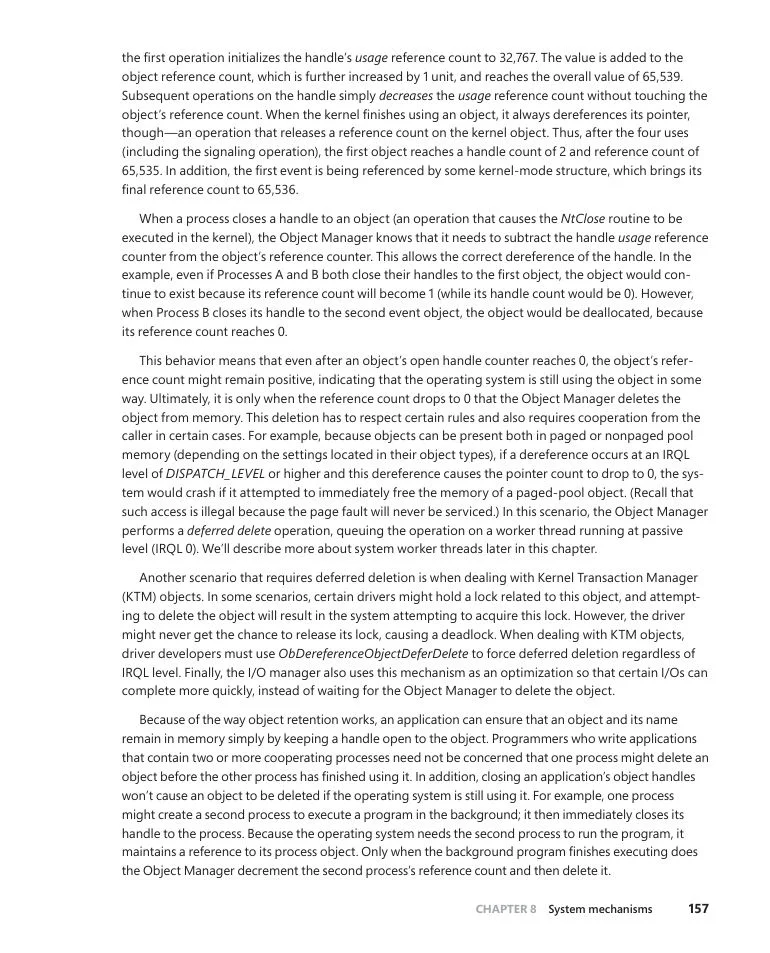 the first operation initializes the handle's usage reference count to 32,767. The value is added to the
object reference count, which is further increased by 1 unit, and reaches the overall value of 65,539.
Subsequent operations on the handle simply decreases the usage reference count without touching the
object's reference count. When the kernel finishes using an object, it always dereferences its pointer,
though—an operation that releases a reference count on the kernel object. Thus, after the four uses
(including the signaling operation), the first object reaches a handle count of 2 and reference count of
65,535. In addition, the first event is being referenced by some kernel-mode structure, which brings its
final reference count to 65,536.
When a process closes a handle to an object (an operation that causes the NtClose routine to be
executed in the kernel), the Object Manager knows that it needs to subtract the handle usage reference
counter from the object's reference counter. This allows the correct dereference of the handle. In the
example, even if Processes A and B both close their handles to the first object, the object would con-
tinue to exist because its reference count will become 1 (while its handle count would be 0). However,
when Process B closes its handle to the second event object, the object would be deallocated, because
its reference count reaches 0.
This behavior means that even after an object's open handle counter reaches 0, the object's refer-
ence count might remain positive, indicating that the operating system is still using the object in some
way. Ultimately, it is only when the reference count drops to 0 that the Object Manager deletes the
object from memory. This deletion has to respect certain rules and also requires cooperation from the
caller in certain cases. For example, because objects can be present both in paged or nonpaged pool
memory (depending on the settings located in their object types), if a dereference occurs at an IRQL
level of DISPATCH_LEVEL or higher and this dereference causes the pointer count to drop to 0, the sys-
tem would crash if it attempted to immediately free the memory of a paged-pool object. (Recall that
such access is illegal because the page fault will never be serviced.) In this scenario, the Object Manager
performs a deferred delete operation, queuing the operation on a worker thread running at passive
level (IRQL 0). We'll describe more about system worker threads later in this chapter.
Another scenario that requires deferred deletion is when dealing with Kernel Transaction Manager
(KTM) objects. In some scenarios, certain drivers might hold a lock related to this object, and attempt-
ing to delete the object will result in the system attempting to acquire this lock. However, the driver
might never get the chance to release its lock, causing a deadlock. When dealing with KTM objects,
driver developers must use ObDereferenceObjectDeferDelete to force deferred deletion regardless of
IRQL level. Finally, the I/O manager also uses this mechanism as an optimization so that certain I/Os can
complete more quickly, instead of waiting for the Object Manager to delete the object.
Because of the way object retention works, an application can ensure that an object and its name
remain in memory simply by keeping a handle open to the object. Programmers who write applications
that contain two or more cooperating processes need not be concerned that one process might delete an
object before the other process has finished using it. In addition, closing an application's object handles
won't cause an object to be deleted if the operating system is still using it. For example, one process
might create a second process to execute a program in the background; it then immediately closes its
handle to the process. Because the operating system needs the second process to run the program, it
maintains a reference to its process object. Only when the background program finishes executing does
the Object Manager decrement the second process's reference count and then delete it.
CHAPTER 8 System mechanisms 157